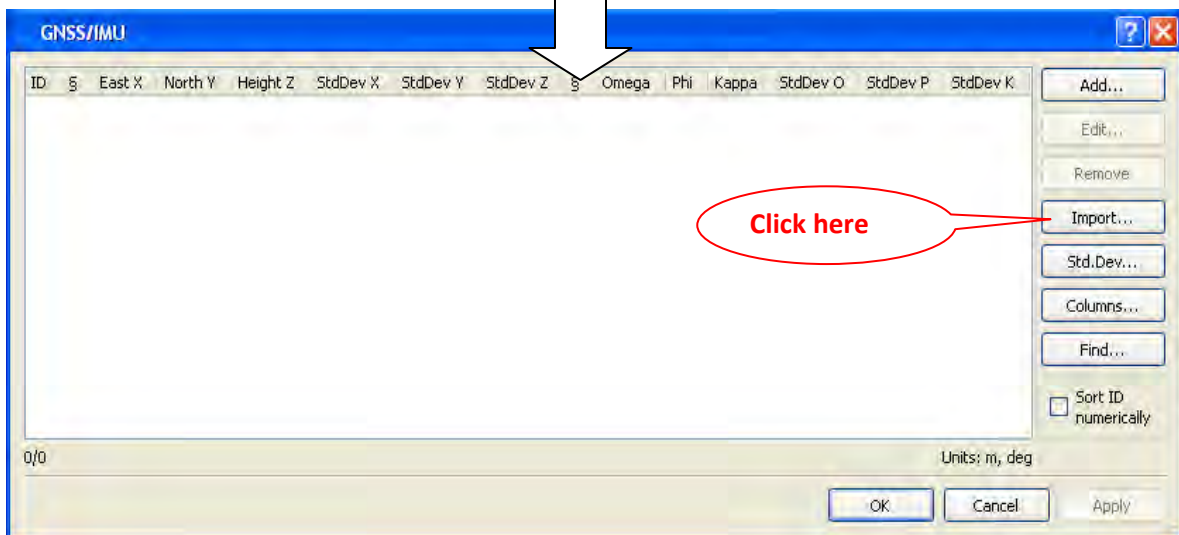 GNSS/IMU
ID § East X North Y Height Z StdDev X StdDev Y StdDev Z § Omega Phi Kappa StdDev O StdDev P StdDev K
Add...
Edit...
Remove
Click here
Import...
Std.Dev...
Columns...
Find...
Sort ID
numerically
0/0 Units: m, deg
OK Cancel Apply